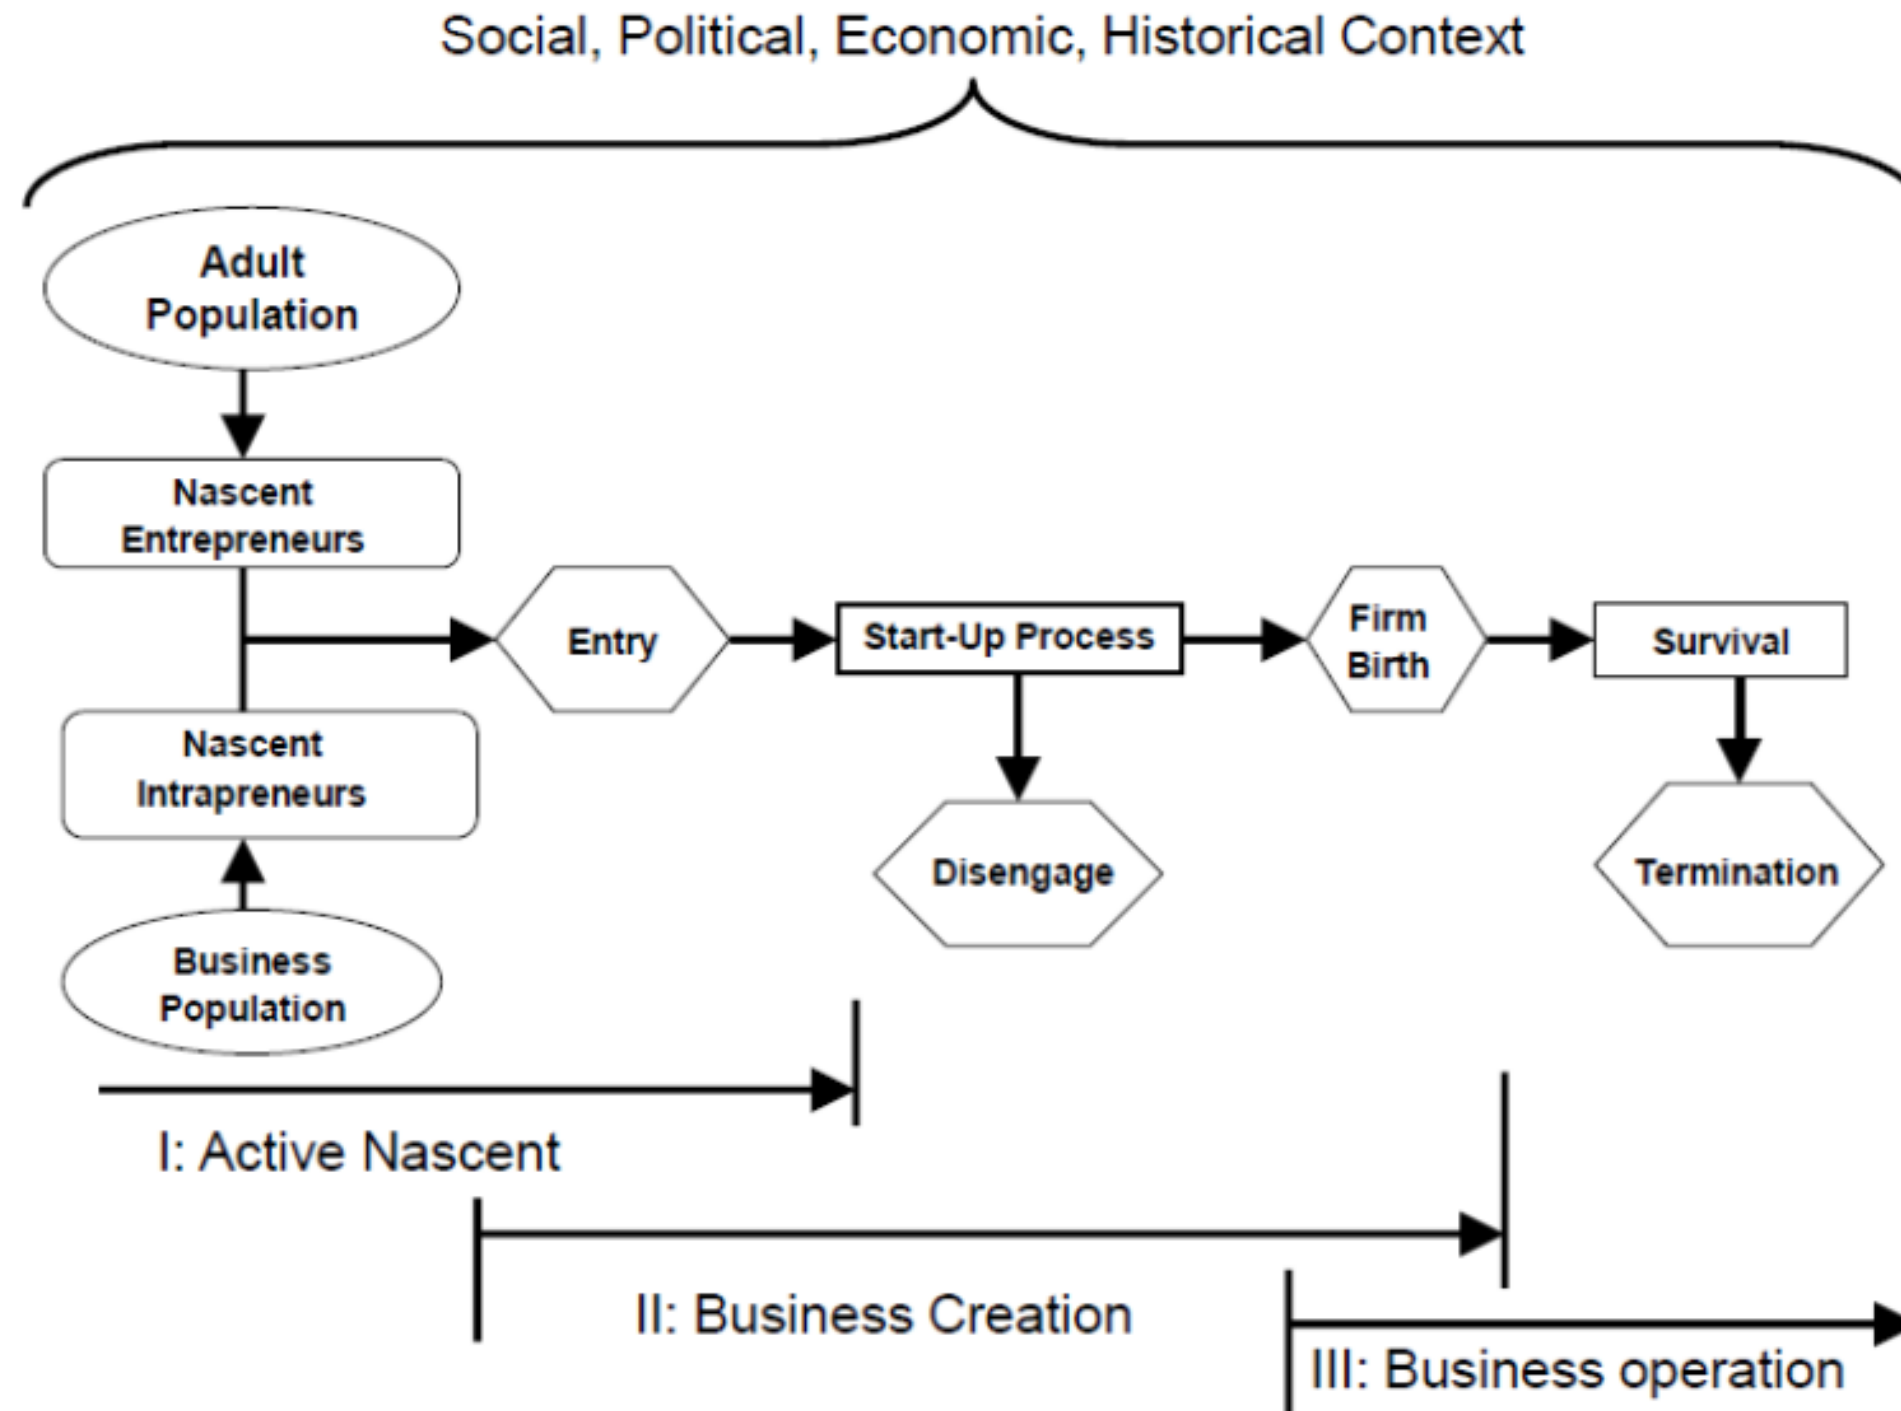 Social, Political, Economic, Historical Context
Adult
Population
Nascent
Entrepreneurs
Entry
Start-Up Process
Firm
Birth
Survival
Nascent
Intrapreneurs
Disengage
Termination
Business
Population
I: Active Nascent
II: Business Creation
III: Business operation